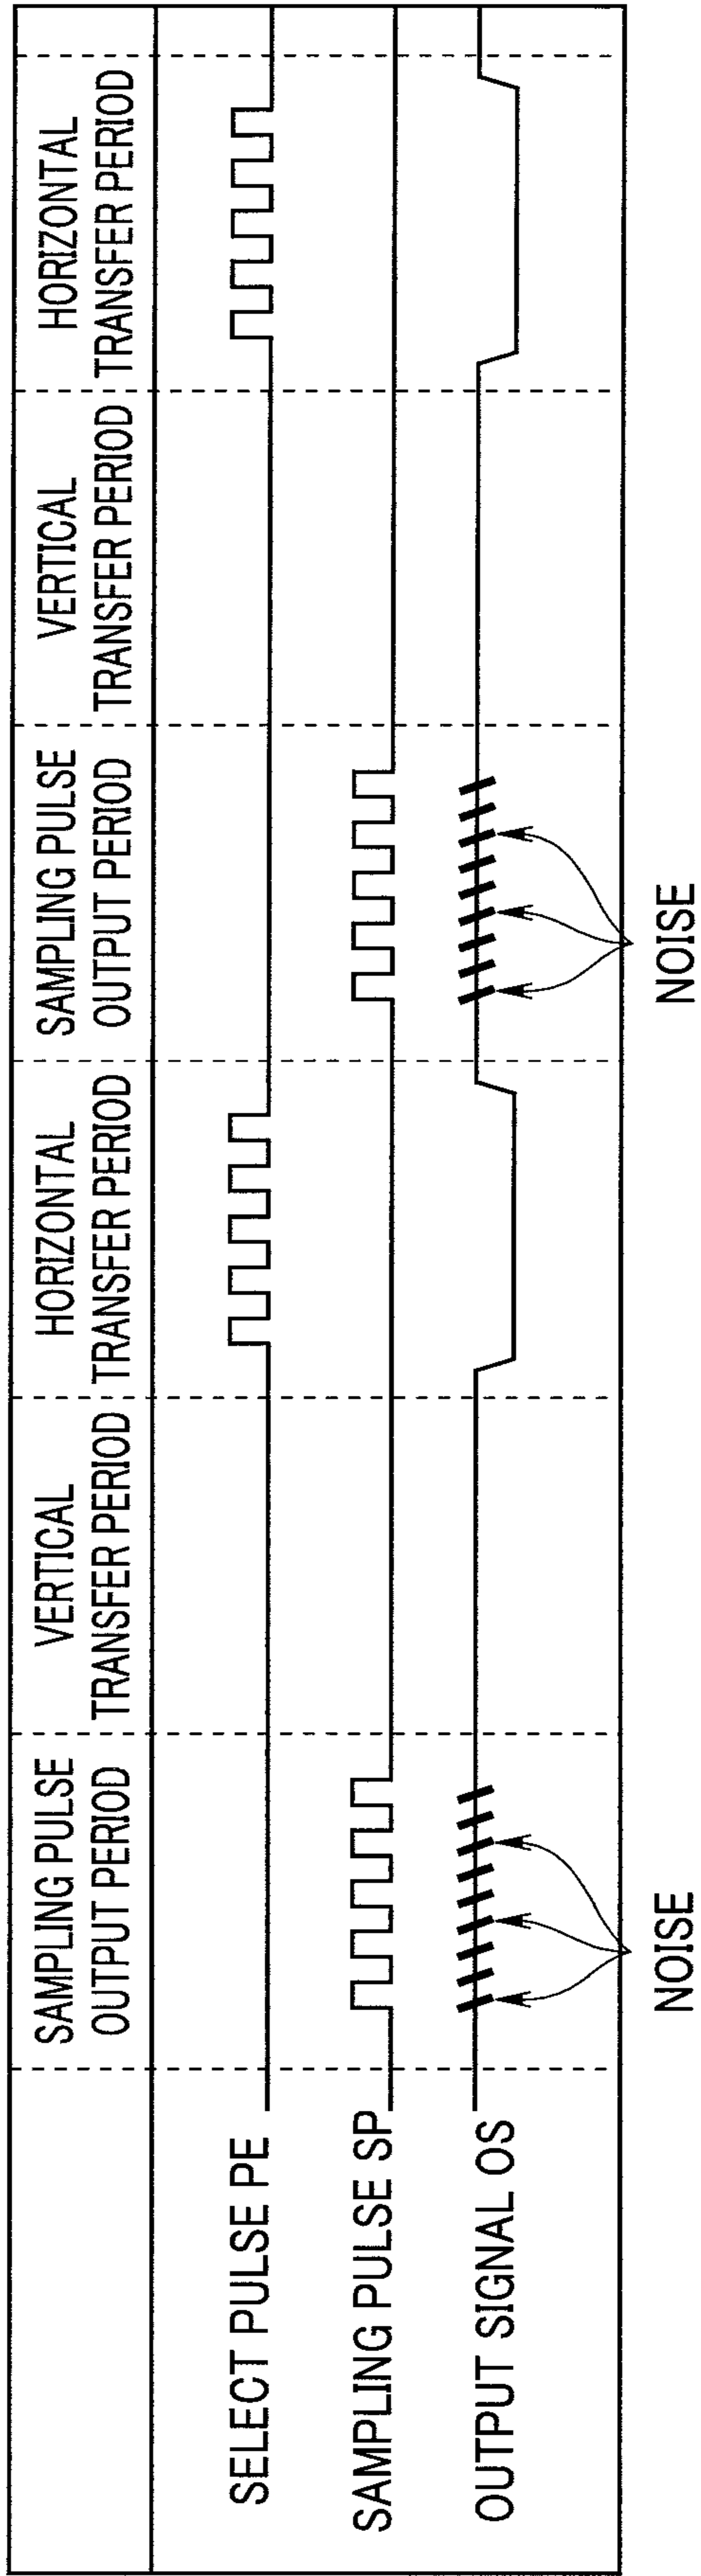 SAMPLING PULSE
OUTPUT PERIOD
VERTICAL
TRANSFER PERIOD
HORIZONTAL
TRANSFER PERIOD
SAMPLING PULSE
OUTPUT PERIOD
VERTICAL
TRANSFER PERIOD
HORIZONTAL
TRANSFER PERIOD
SELECT PULSE PE
SAMPLING PULSE SP
OUTPUT SIGNAL OS
NOISE
NOISE